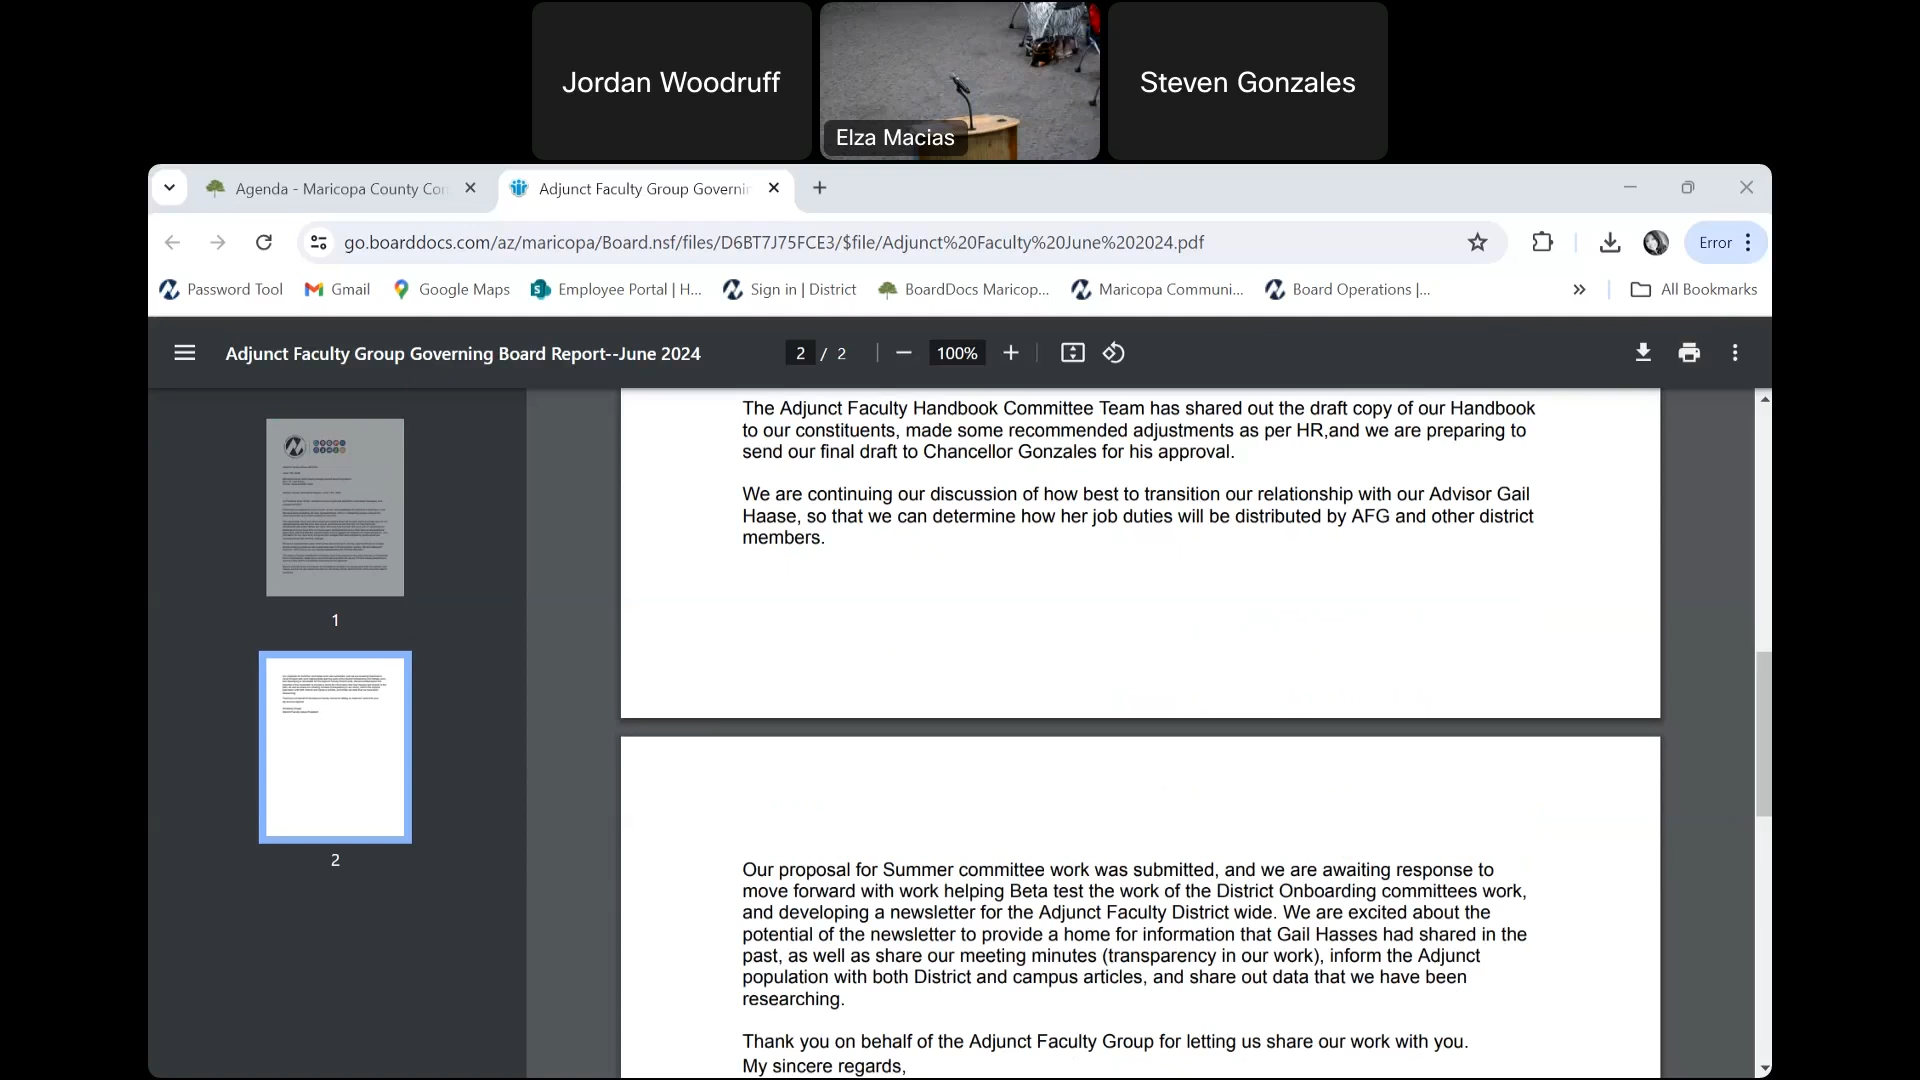 Jordan Woodruff
Elza Macias
Steven Gonzales
Agenda - Maricopa County Co
Adjunct Faculty Group Governi
go.boarddocs.com/az/maricopa/Board.nsf/files/D6BT7J75FCE3/$file/Adjunct%20Faculty%20June%202024.pdf
Error
Password Tool
Gmail
Google Maps
Employee Portal | H...
Sign in | District
BoardDocs Maricop...
Maricopa Communi...
Board Operations |...
All Bookmarks
Adjunct Faculty Group Governing Board Report--June 2024
2 / 2
100%
1
2
The Adjunct Faculty Handbook Committee Team has shared out the draft copy of our Handbook
to our constituents, made some recommended adjustments as per HR,and we are preparing to
send our final draft to Chancellor Gonzales for his approval.
We are continuing our discussion of how best to transition our relationship with our Advisor Gail
Haase, so that we can determine how her job duties will be distributed by AFG and other district
members.
Our proposal for Summer committee work was submitted, and we are awaiting response to
move forward with work helping Beta test the work of the District Onboarding committees work,
and developing a newsletter for the Adjunct Faculty District wide. We are excited about the
potential of the newsletter to provide a home for information that Gail Hasses had shared in the
past, as well as share our meeting minutes (transparency in our work), inform the Adjunct
population with both District and campus articles, and share out data that we have been
researching.
Thank you on behalf of the Adjunct Faculty Group for letting us share our work with you.
My sincere regards,